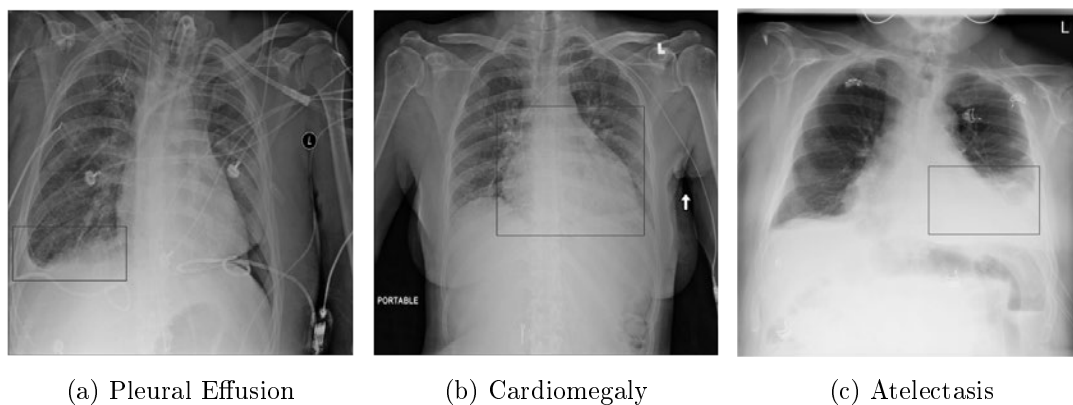 L
L
L
PORTABLE
(a) Pleural Effusion
(b) Cardiomegaly
(c) Atelectasis